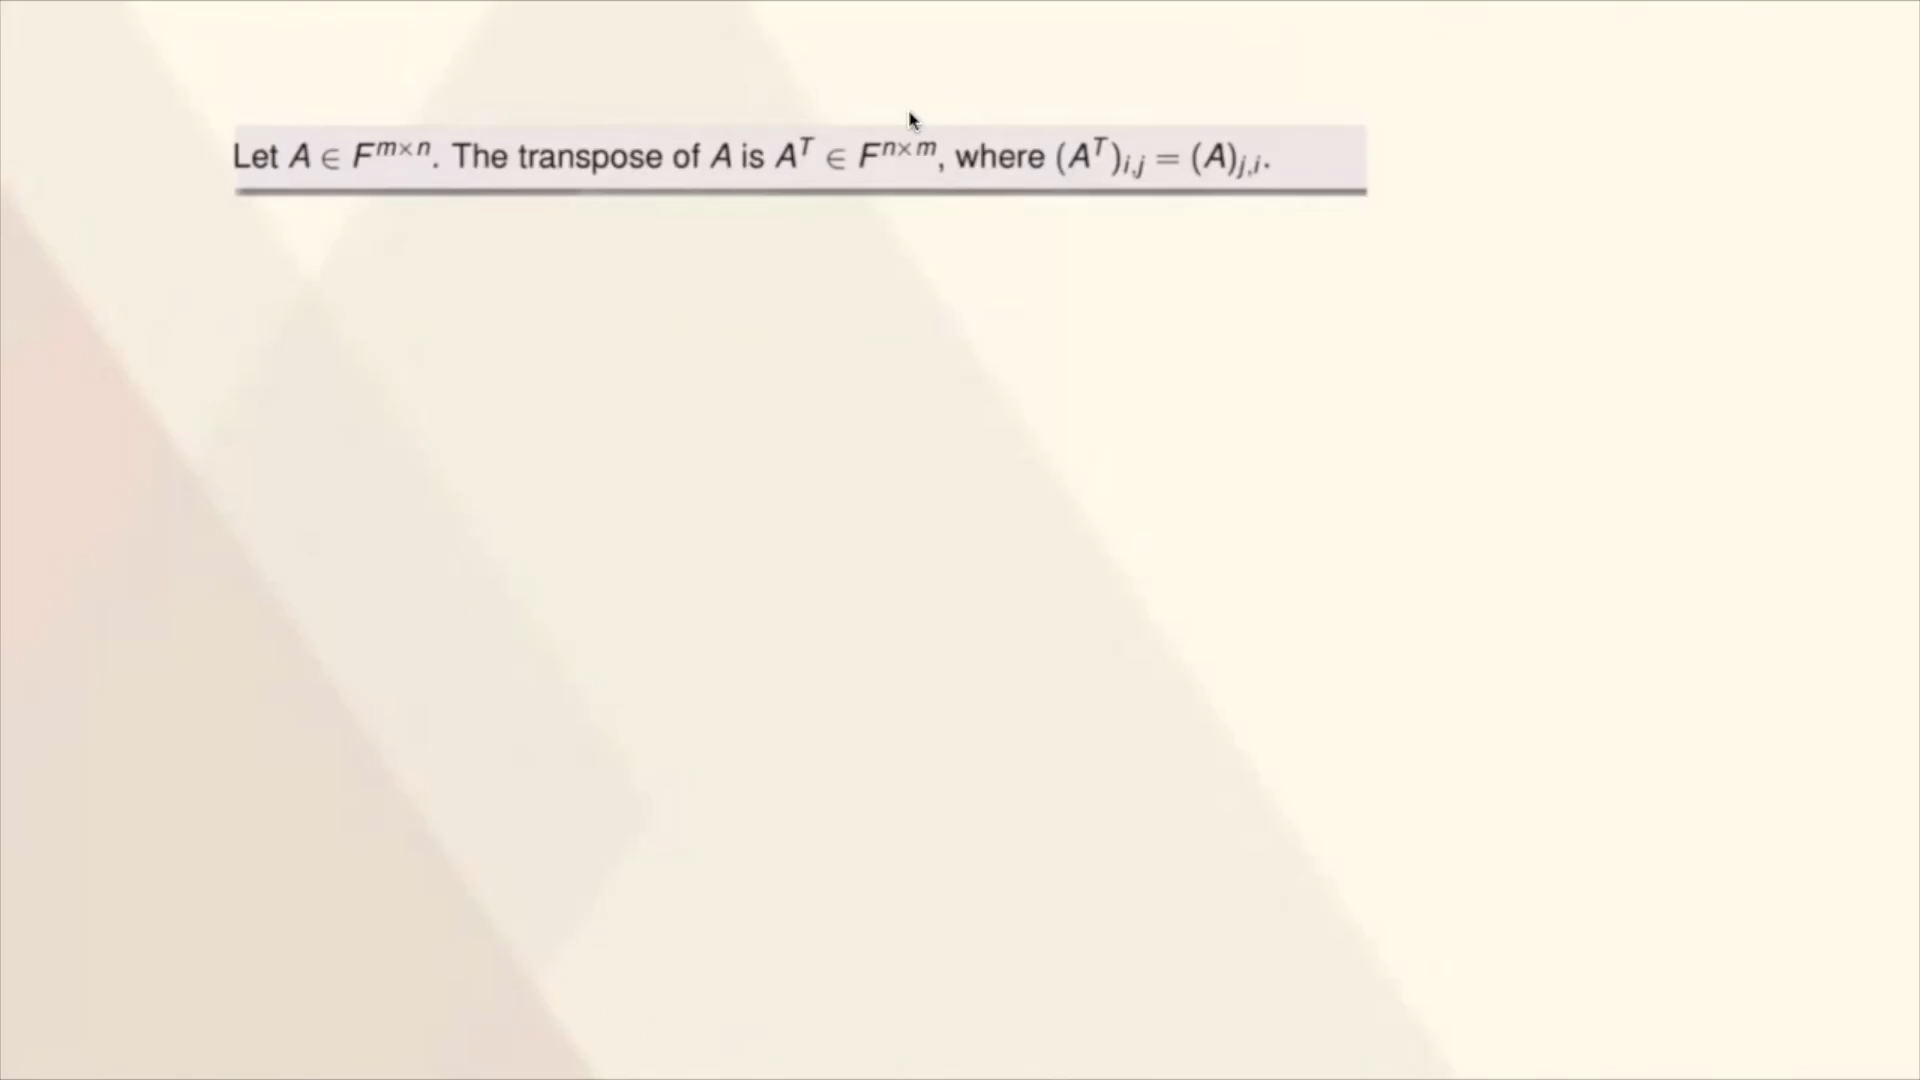 Let A ∈ F^{m×n}. The transpose of A is A^T ∈ F^{n×m}, where (A^T)_{i,j} = (A)_{j,i}.